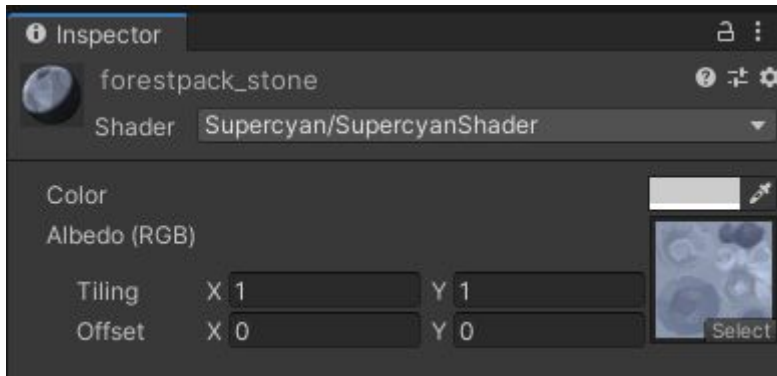 Inspector
forestpack_stone
Shader Supercyan/SupercyanShader
Color
Albedo (RGB)
Tiling X 1 Y 1
Offset X 0 Y 0
Select